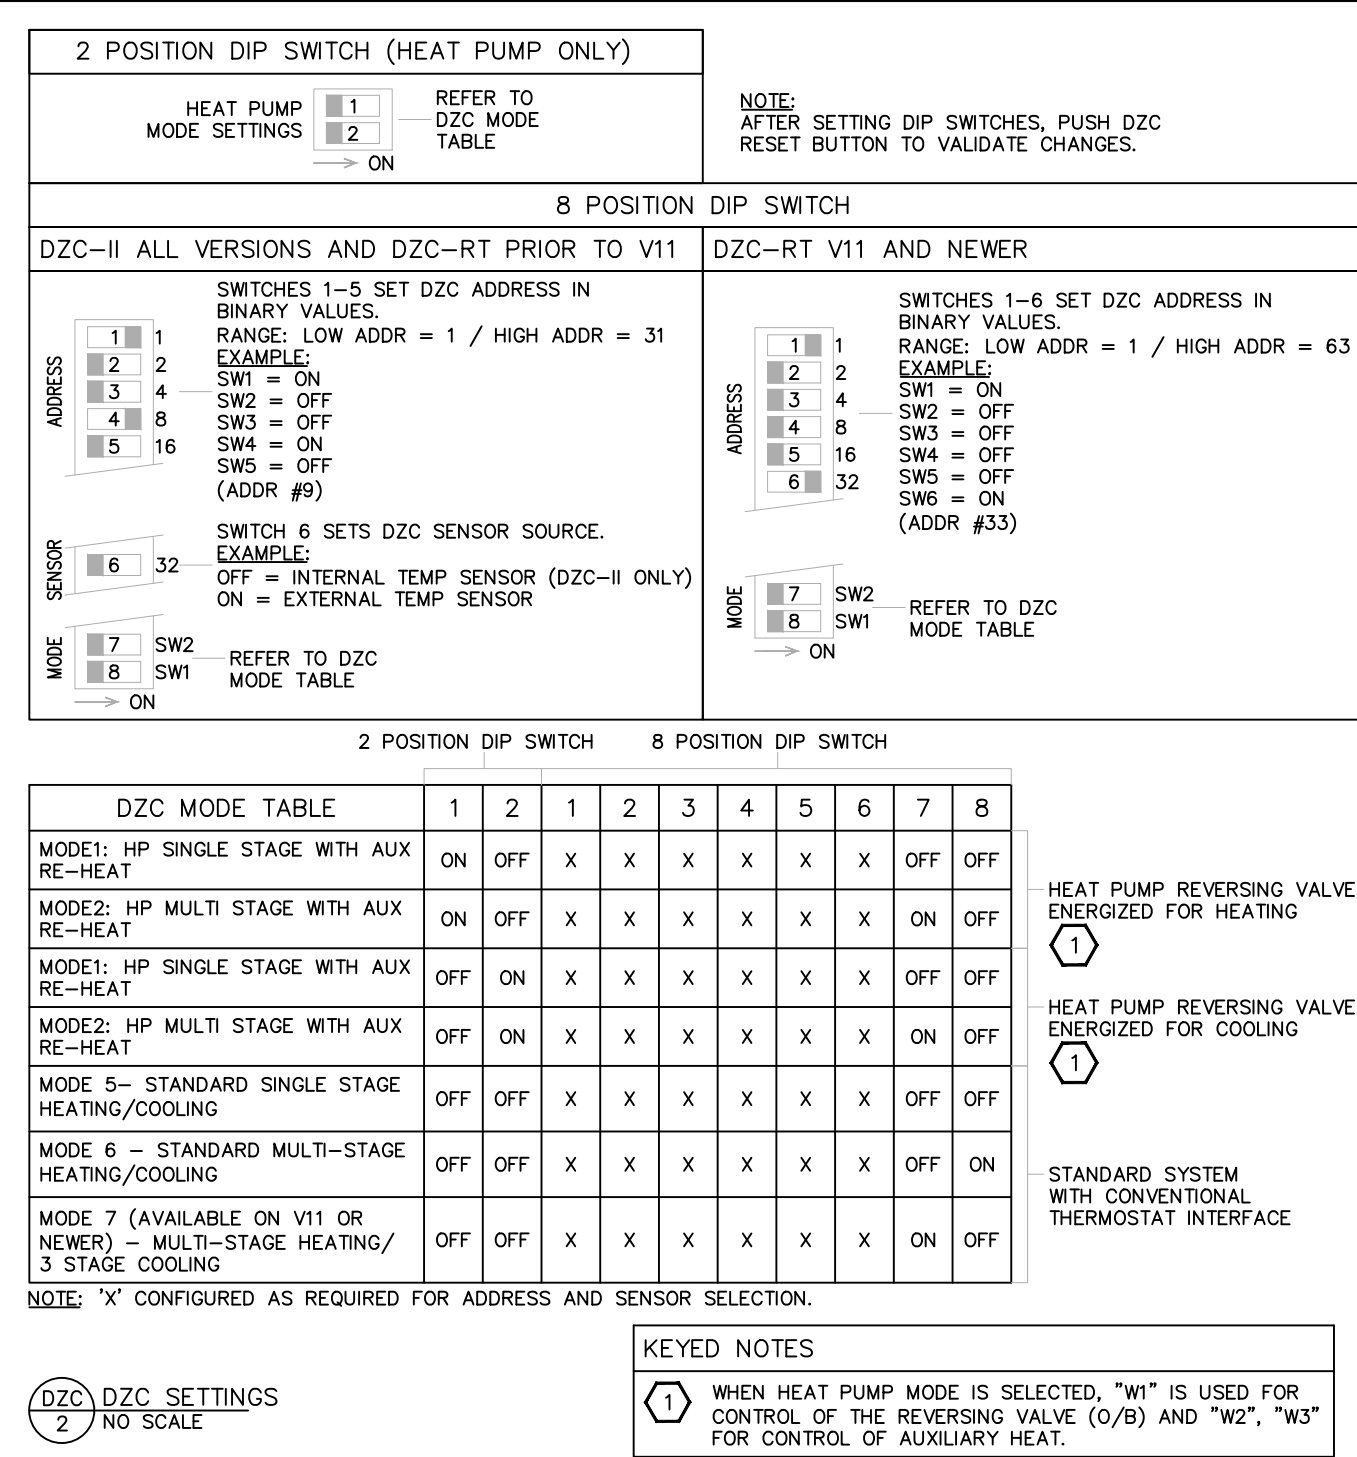 2 POSITION DIP SWITCH (HEAT PUMP ONLY)
HEAT PUMP
MODE SETTINGS
1
2
ON
REFER TO
DZC MODE
TABLE
NOTE:
AFTER SETTING DIP SWITCHES, PUSH DZC
RESET BUTTON TO VALIDATE CHANGES.
8 POSITION DIP SWITCH
DZC-II ALL VERSIONS AND DZC-RT PRIOR TO V11
ADDRESS
1 1
2 2
3 4
4 8
5 16
SWITCHES 1-5 SET DZC ADDRESS IN
BINARY VALUES.
RANGE: LOW ADDR = 1 / HIGH ADDR = 31
EXAMPLE:
SW1 = ON
SW2 = OFF
SW3 = OFF
SW4 = ON
SW5 = OFF
(ADDR #9)
SENSOR
6 32
SWITCH 6 SETS DZC SENSOR SOURCE.
EXAMPLE:
OFF = INTERNAL TEMP SENSOR (DZC-II ONLY)
ON = EXTERNAL TEMP SENSOR
MODE
7 SW2
8 SW1
ON
REFER TO DZC
MODE TABLE
DZC-RT V11 AND NEWER
ADDRESS
1 1
2 2
3 4
4 8
5 16
6 32
SWITCHES 1-6 SET DZC ADDRESS IN
BINARY VALUES.
RANGE: LOW ADDR = 1 / HIGH ADDR = 63
EXAMPLE:
SW1 = ON
SW2 = OFF
SW3 = OFF
SW4 = OFF
SW5 = OFF
SW6 = ON
(ADDR #33)
MODE
7 SW2
8 SW1
ON
REFER TO DZC
MODE TABLE
2 POSITION DIP SWITCH 8 POSITION DIP SWITCH
DZC MODE TABLE 1 2 1 2 3 4 5 6 7 8
MODE1: HP SINGLE STAGE WITH AUX
RE-HEAT
ON OFF X X X X X X OFF OFF
MODE2: HP MULTI STAGE WITH AUX
RE-HEAT
ON OFF X X X X X X ON OFF
HEAT PUMP REVERSING VALVE
ENERGIZED FOR HEATING
1
MODE1: HP SINGLE STAGE WITH AUX
RE-HEAT
OFF ON X X X X X X OFF OFF
MODE2: HP MULTI STAGE WITH AUX
RE-HEAT
OFF ON X X X X X X ON OFF
HEAT PUMP REVERSING VALVE
ENERGIZED FOR COOLING
1
MODE 5- STANDARD SINGLE STAGE
HEATING/COOLING
OFF OFF X X X X X X OFF OFF
MODE 6 - STANDARD MULTI-STAGE
HEATING/COOLING
OFF OFF X X X X X X OFF ON
MODE 7 (AVAILABLE ON V11 OR
NEWER) - MULTI-STAGE HEATING/
3 STAGE COOLING
OFF OFF X X X X X X ON OFF
STANDARD SYSTEM
WITH CONVENTIONAL
THERMOSTAT INTERFACE
NOTE: 'X' CONFIGURED AS REQUIRED FOR ADDRESS AND SENSOR SELECTION.
DZC
2
DZC SETTINGS
NO SCALE
KEYED NOTES
1
WHEN HEAT PUMP MODE IS SELECTED, "W1" IS USED FOR
CONTROL OF THE REVERSING VALVE (O/B) AND "W2", "W3"
FOR CONTROL OF AUXILIARY HEAT.